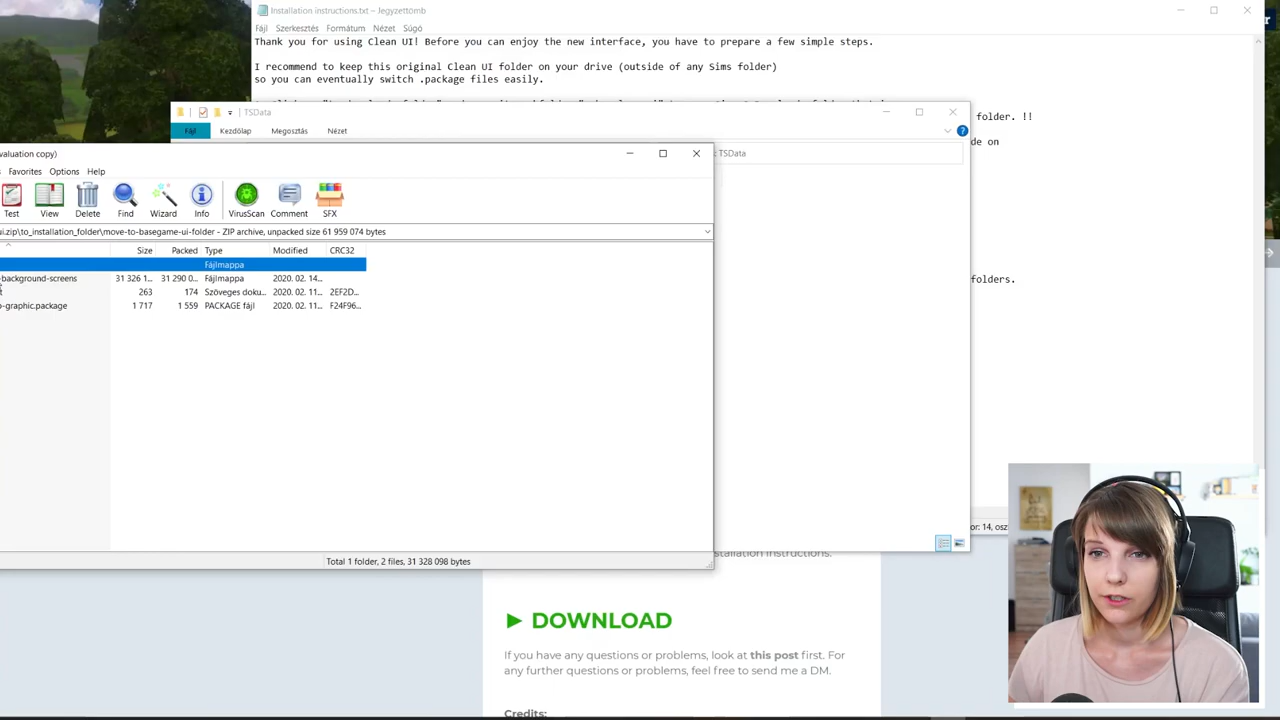 Installation instructions.txt – Jegyzettömb
Fájl Szerkesztés Formátum Nézet Súgó
Thank you for using Clean UI! Before you can enjoy the new interface, you have to prepare a few simple steps.
I recommend to keep this original Clean UI folder on your drive (outside of any Sims folder)
so you can eventually switch .package files easily.
TSData
folder. !!
Fájl Kezdőlap Megosztás Nézet
de on
valuation copy)
TSData
Favorites Options Help
Test View Delete Find Wizard Info VirusScan Comment SFX
ui.zip\to_installation_folder\move-to-basegame-ui-folder - ZIP archive, unpacked size 61 959 074 bytes
Size Packed Type Modified CRC32
Fájlmappa
-background-screens 31 326 1... 31 290 0... Fájlmappa 2020. 02. 14...
folders.
263 174 Szöveges doku... 2020. 02. 11... 2EF2D...
o-graphic.package 1 717 1 559 PACKAGE fájl 2020. 02. 11... F24F96...
or: 14, osz
Total 1 folder, 2 files, 31 328 098 bytes
stallation instructions.
► DOWNLOAD
If you have any questions or problems, look at this post first. For
any further questions or problems, feel free to send me a DM.
Credits: